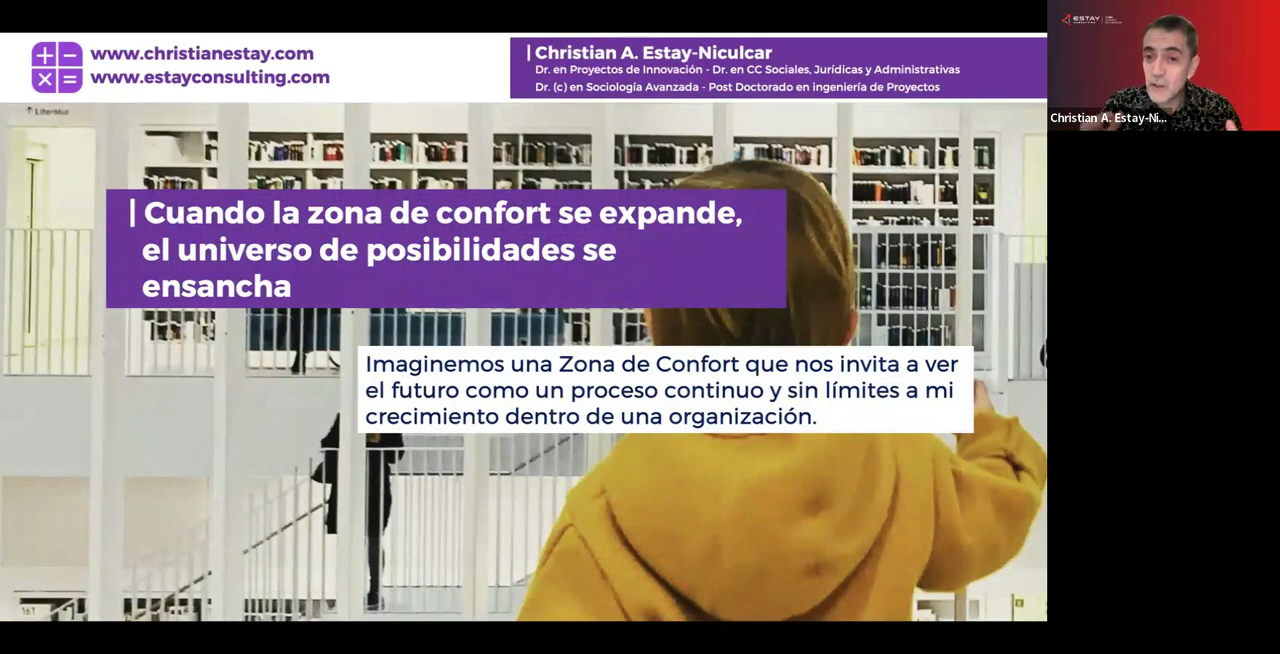 www.christianestay.com
www.estayconsulting.com
| Christian A. Estay-Niculcar
Dr. en Proyectos de Innovación - Dr. en CC Sociales, Jurídicas y Administrativas
Dr. (c) en Sociología Avanzada - Post Doctorado en ingeniería de Proyectos
ESTAY
Christian A. Estay-Ni...
Literatur
| Cuando la zona de confort se expande,
el universo de posibilidades se
ensancha
Imaginemos una Zona de Confort que nos invita a ver
el futuro como un proceso continuo y sin límites a mi
crecimiento dentro de una organización.